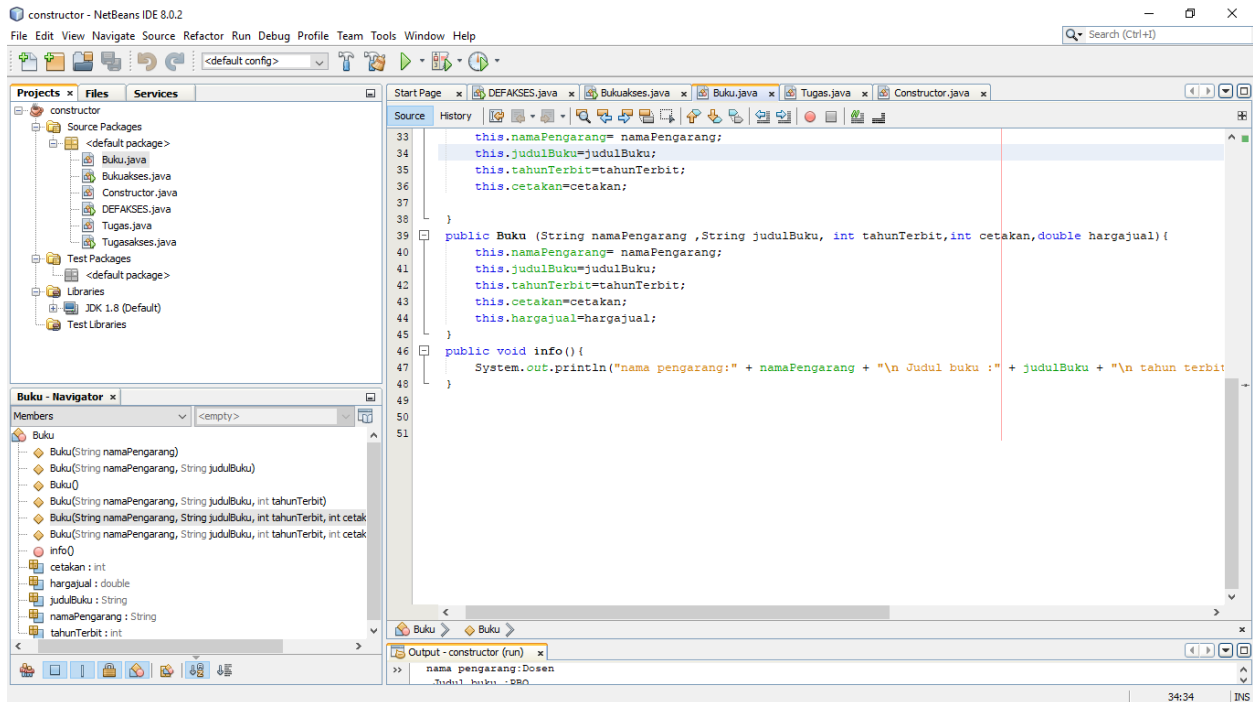 constructor - NetBeans IDE 8.0.2
File Edit View Navigate Source Refactor Run Debug Profile Team Tools Window Help
Search (Ctrl+I)
<default config>
Projects x Files Services
constructor
Source Packages
<default package>
Buku.java
Bukuakses.java
Constructor.java
DEFAKSES.java
Tugas.java
Tugasakses.java
Test Packages
<default package>
Libraries
JDK 1.8 (Default)
Test Libraries
Buku - Navigator x
Members <empty>
Buku
Buku(String namaPengarang)
Buku(String namaPengarang, String judulBuku)
Buku()
Buku(String namaPengarang, String judulBuku, int tahunTerbit)
Buku(String namaPengarang, String judulBuku, int tahunTerbit, int cetak
Buku(String namaPengarang, String judulBuku, int tahunTerbit, int cetak
info()
cetakan : int
hargajual : double
judulBuku : String
namaPengarang : String
tahunTerbit : int
Start Page x DEFAKSES.java x Bukuakses.java x Buku.java x Tugas.java x Constructor.java x
Source History
33 this.namaPengarang= namaPengarang;
34 this.judulBuku=judulBuku;
35 this.tahunTerbit=tahunTerbit;
36 this.cetakan=cetakan;
37
38 }
39 public Buku (String namaPengarang ,String judulBuku, int tahunTerbit,int cetakan,double hargajual){
40 this.namaPengarang= namaPengarang;
41 this.judulBuku=judulBuku;
42 this.tahunTerbit=tahunTerbit;
43 this.cetakan=cetakan;
44 this.hargajual=hargajual;
45 }
46 public void info(){
47 System.out.println("nama pengarang:" + namaPengarang + "\n Judul buku :" + judulBuku + "\n tahun terbit
48 }
49
50
51
Buku Buku
Output - constructor (run) x
nama pengarang:Dosen
Judul buku :PBO
34:34 INS